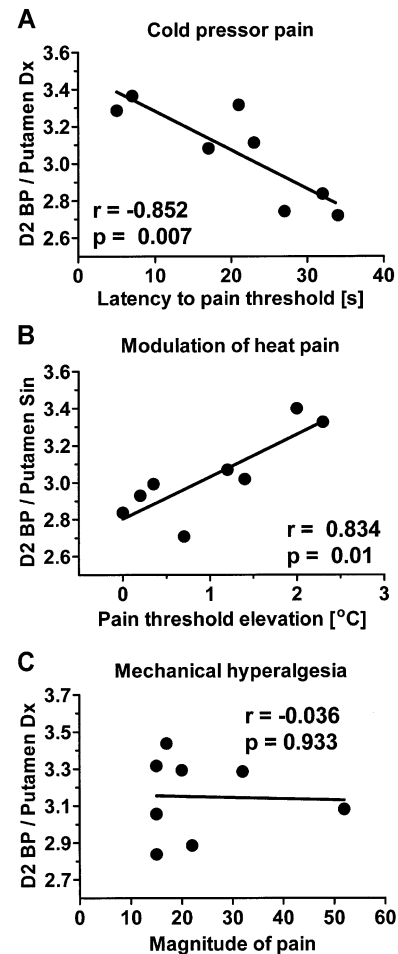 A
Cold pressor pain
D2 BP / Putamen Dx
3.6
3.4
3.2
3.0
2.8
2.6
r = -0.852
p = 0.007
0 10 20 30 40
Latency to pain threshold [s]
B
Modulation of heat pain
D2 BP / Putamen Sin
3.6
3.4
3.2
3.0
2.8
2.6
r = 0.834
p = 0.01
0 1 2 3
Pain threshold elevation [°C]
C
Mechanical hyperalgesia
D2 BP / Putamen Dx
3.7
3.5
3.3
3.1
2.9
2.7
r = -0.036
p = 0.933
0 10 20 30 40 50 60
Magnitude of pain